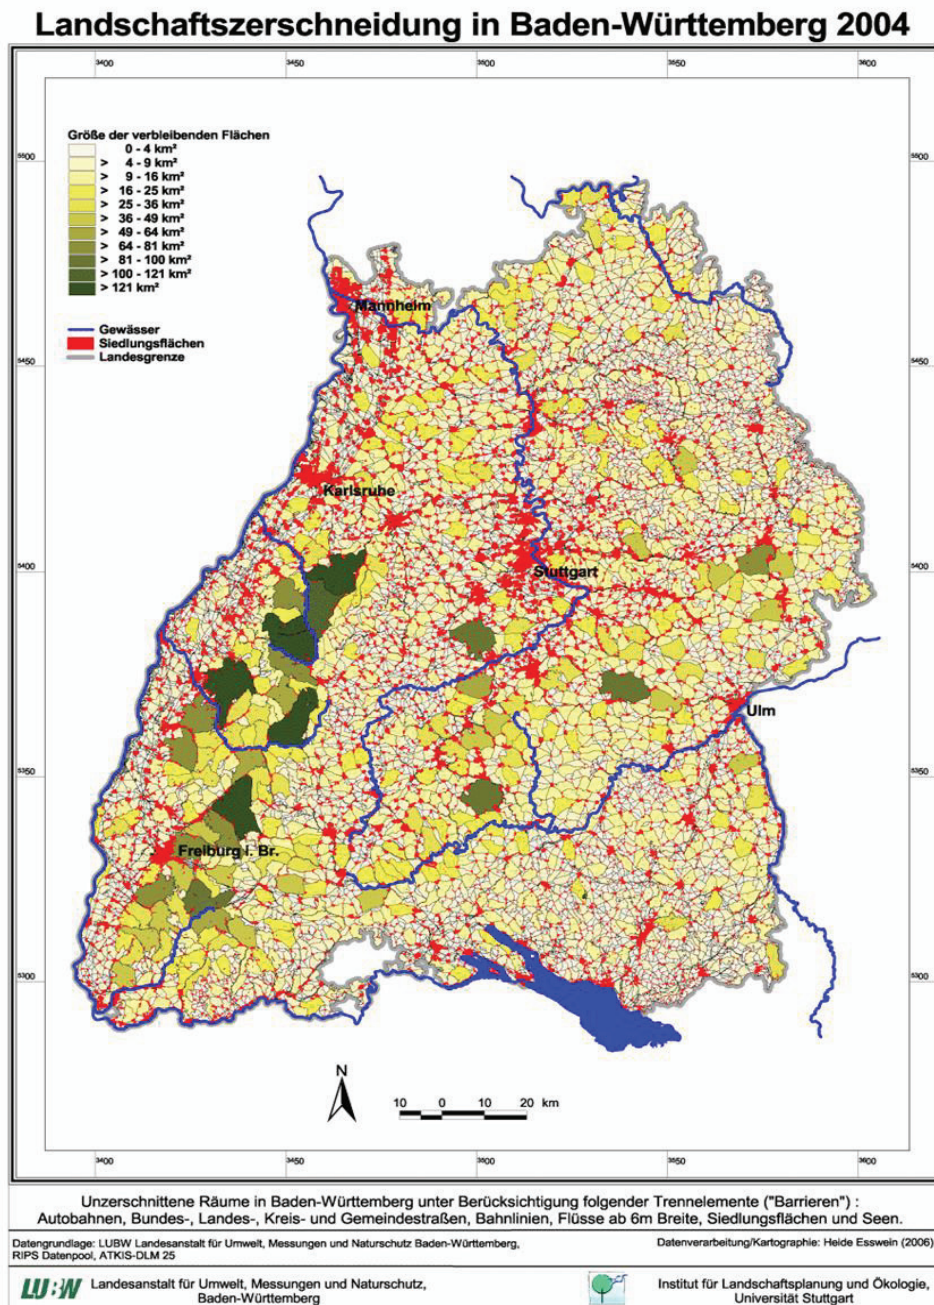 Landschaftszerschneidung in Baden-Württemberg 2004
3400
3450
3500
3550
3600
Größe der verbleibenden Flächen
0 - 4 km²
> 4 - 9 km²
> 9 - 16 km²
> 16 - 25 km²
> 25 - 36 km²
> 36 - 49 km²
> 49 - 64 km²
> 64 - 81 km²
> 81 - 100 km²
> 100 - 121 km²
> 121 km²
Gewässer
Siedlungsflächen
Landesgrenze
5500
5500
Mannheim
5450
5450
Karlsruhe
5400
Stuttgart
5400
Ulm
5350
5350
Freiburg i. Br.
5300
5300
N
10 0 10 20 km
3400
3450
3500
3550
3600
Unzerschnittene Räume in Baden-Württemberg unter Berücksichtigung folgender Trennelemente ("Barrieren") :
Autobahnen, Bundes-, Landes-, Kreis- und Gemeindestraßen, Bahnlinien, Flüsse ab 6m Breite, Siedlungsflächen und Seen.
Datengrundlage: LUBW Landesanstalt für Umwelt, Messungen und Naturschutz Baden-Württemberg,
RIPS Datenpool, ATKIS-DLM 25
Datenverarbeitung/Kartographie: Heide Esswein (2006)
LUBW
Landesanstalt für Umwelt, Messungen und Naturschutz,
Baden-Württemberg
Institut für Landschaftsplanung und Ökologie,
Universität Stuttgart